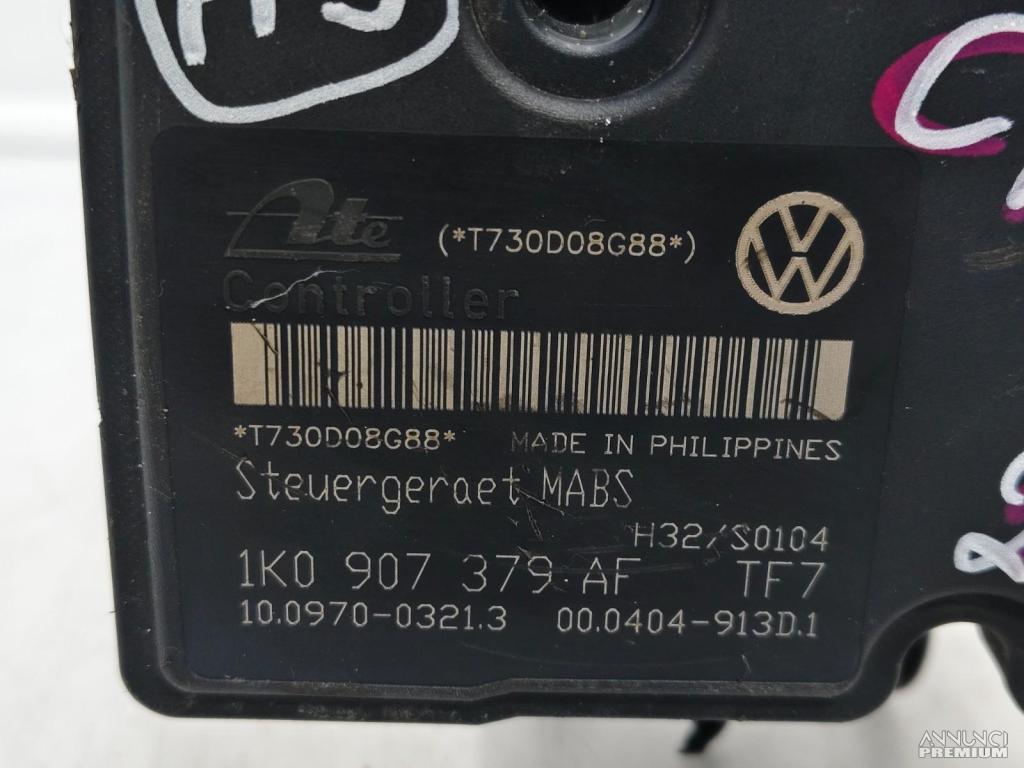 Ate (*T730D08G88*)
Controller
*T730D08G88* MADE IN PHILIPPINES
Steuergeraet MABS
H32/S0104
1K0 907 379 AF TF7
10.0970-0321.3 00.0404-913D.1
ANNUNCI
PREMIUM